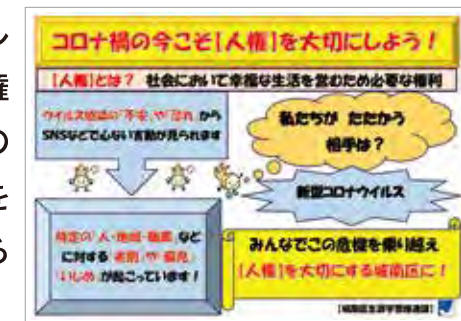 ン
権
の
を
ら
コロナ禍の今こそ[人権]を大切にしよう！
[人権]とは？ 社会において幸福な生活を営むため必要な権利
ウイルス感染の「不安」や「恐れ」から
SNSなどで心ない言動が見られます
私たちが たたかう
相手は？
新型コロナウイルス
特定の「人・地域・職業」など
に対する「差別」や「偏見」
「いじめ」が起こっています！
みんなでこの危機を乗り越え
[人権]を大切にする城南区に！